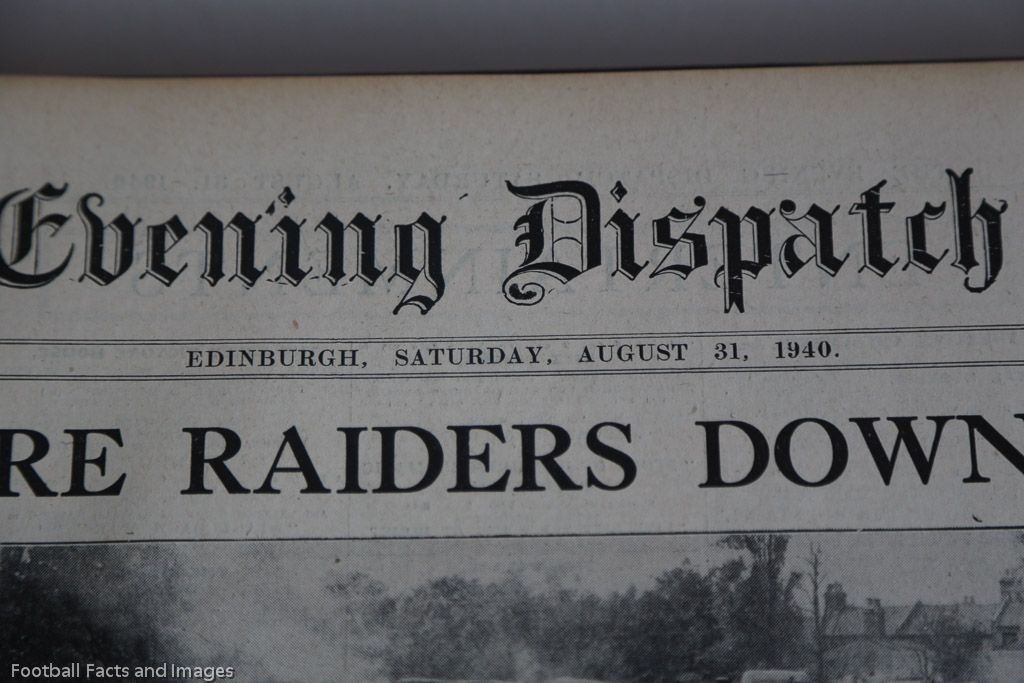 Evening Dispatch
EDINBURGH, SATURDAY, AUGUST 31, 1940.
RE RAIDERS DOWN
Football Facts and Images